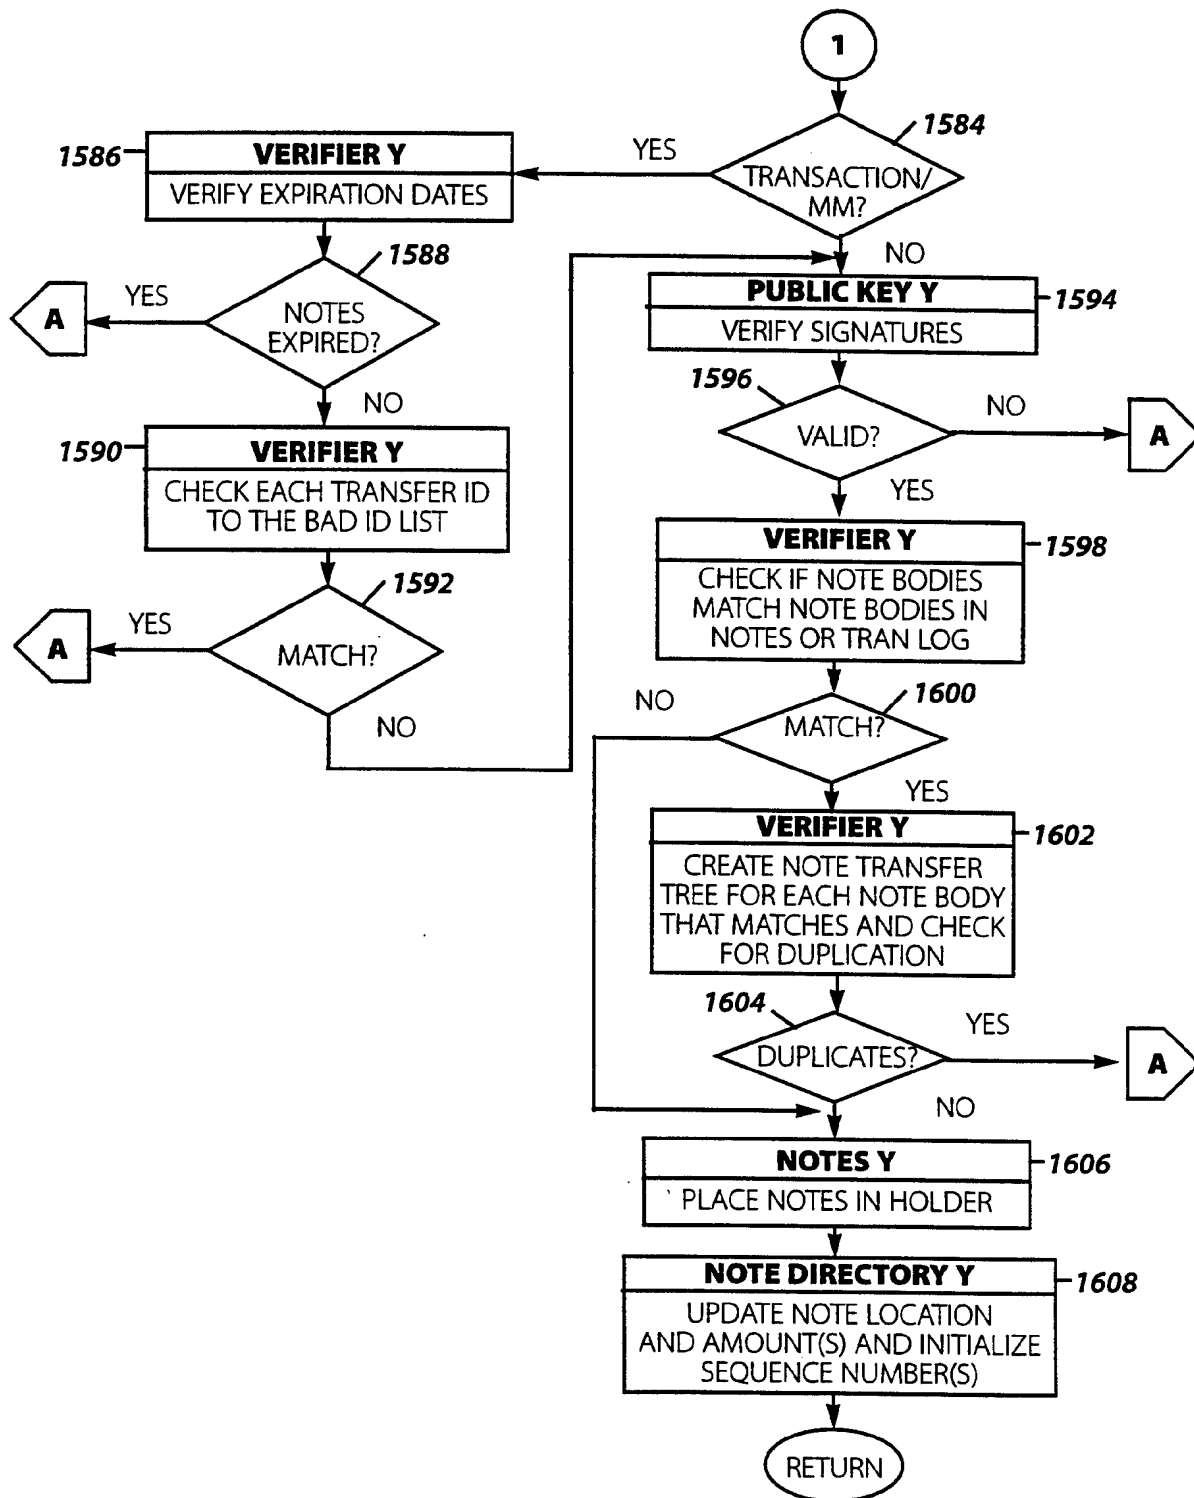 1
1584
TRANSACTION/
MM?
YES
NO
1586
VERIFIER Y
VERIFY EXPIRATION DATES
1588
NOTES
EXPIRED?
YES
A
NO
1590
VERIFIER Y
CHECK EACH TRANSFER ID
TO THE BAD ID LIST
1592
MATCH?
YES
A
NO
PUBLIC KEY Y
1594
VERIFY SIGNATURES
1596
VALID?
NO
A
YES
VERIFIER Y
1598
CHECK IF NOTE BODIES
MATCH NOTE BODIES IN
NOTES OR TRAN LOG
1600
NO
MATCH?
YES
VERIFIER Y
1602
CREATE NOTE TRANSFER
TREE FOR EACH NOTE BODY
THAT MATCHES AND CHECK
FOR DUPLICATION
1604
DUPLICATES?
YES
A
NO
NOTES Y
1606
PLACE NOTES IN HOLDER
NOTE DIRECTORY Y
1608
UPDATE NOTE LOCATION
AND AMOUNT(S) AND INITIALIZE
SEQUENCE NUMBER(S)
RETURN